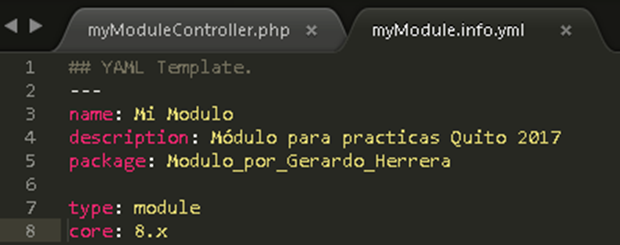 myModuleController.php × myModule.info.yml ×
1 ## YAML Template.
2 ---
3 name: Mi Modulo
4 description: Módulo para practicas Quito 2017
5 package: Modulo_por_Gerardo_Herrera
6
7 type: module
8 core: 8.x